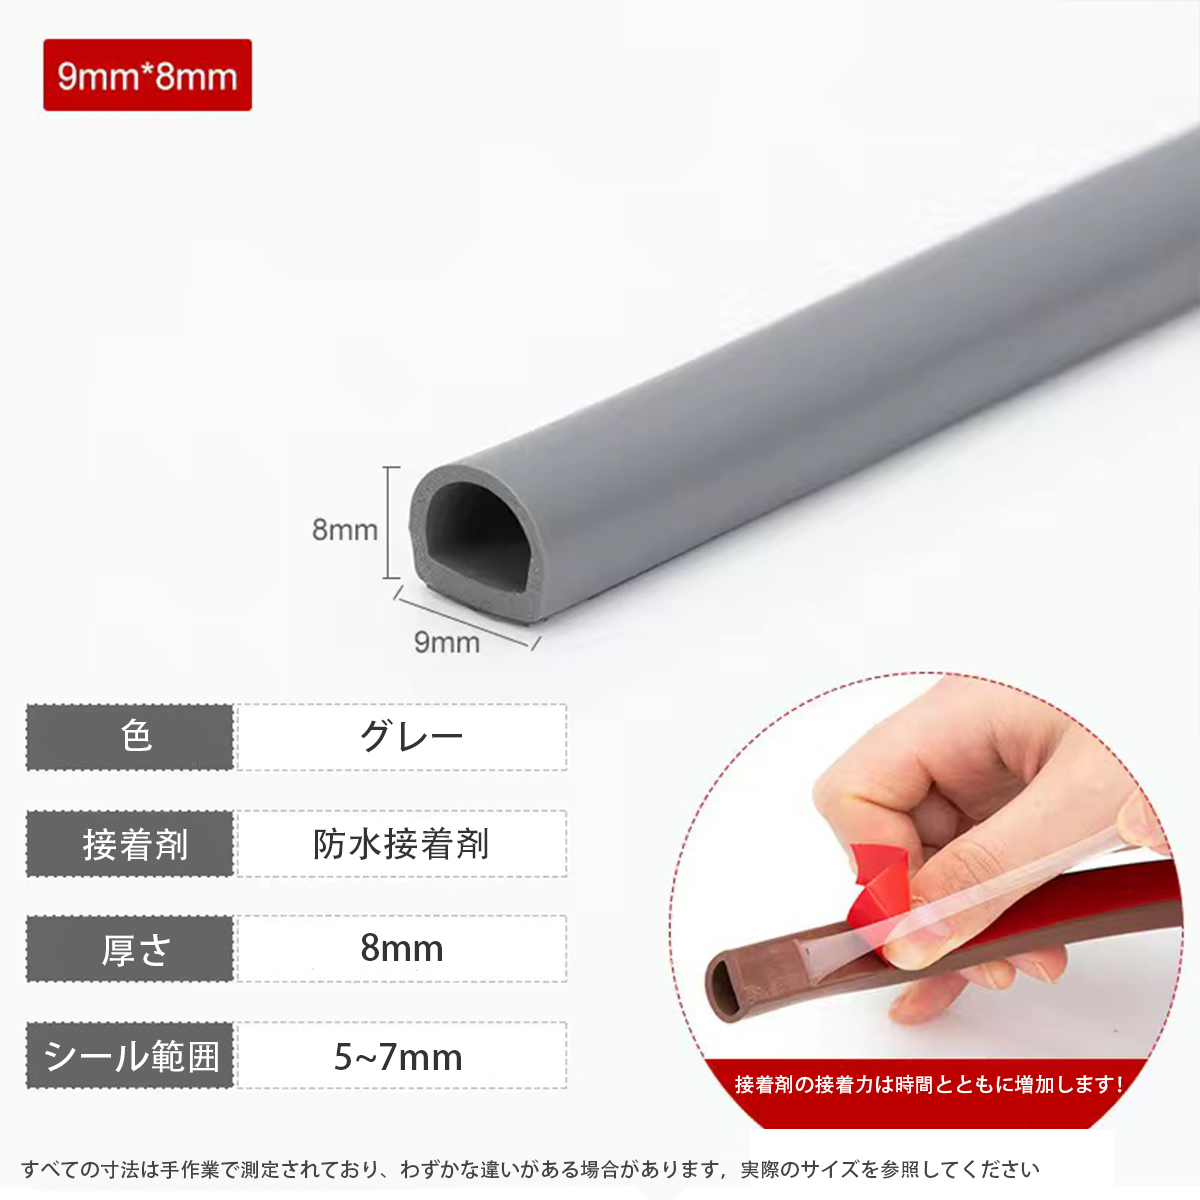 9mm*8mm
8mm
9mm
色 グレー
接着剤 防水接着剤
厚さ 8mm
シール範囲 5~7mm
接着剤の接着力は時間とともに増加します!
すべての寸法は手作業で測定されており、わずかな違いがある場合があります，実際のサイズを参照してください